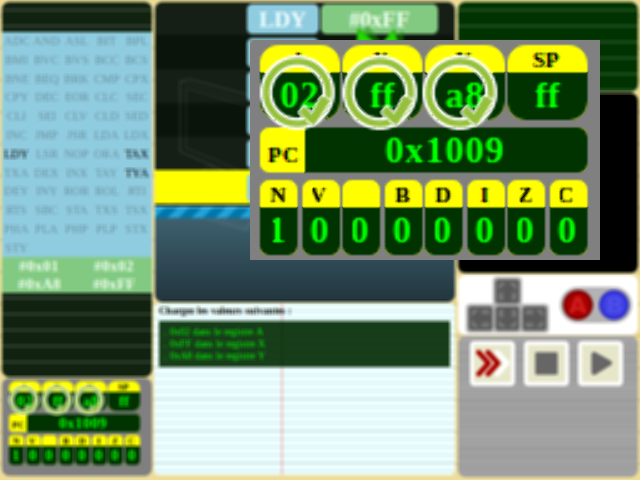 LDY #0xFF
ADC AND ASL BIT BPL
BMI BVC BVS BCC BCS
BNE BEQ BRK CMP CPX
CPY DEC EOR CLC SEC
CLI SEI CLV CLD SED
INC JMP JSR LDA LDX
LDY LSR NOP ORA TAX
TXA DEX INX TAY TYA
DEY INY ROR ROL RTI
RTS SBC STA TXS TSX
PHA PLA PHP PLP STX
STY
#0x01 #0x02
#0xA8 #0xFF
SP
02 ff a8 ff
PC 0x1009
N V B D I Z C
1 0 0 0 0 0 0 0
Chargez les valeurs suivantes :
0x02 dans le registre A
0xFF dans le registre X
0xA8 dans le registre Y
A B
SP
02 ff a8 ff
PC 0x1009
N V B D I Z C
1 0 0 0 0 0 0 0